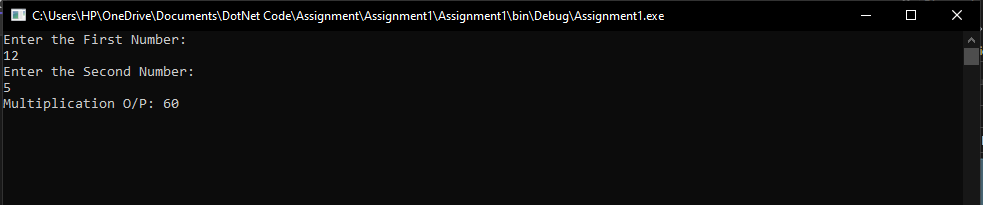 C:\Users\HP\OneDrive\Documents\DotNet Code\Assignment\Assignment1\Assignment1\bin\Debug\Assignment1.exe
Enter the First Number:
12
Enter the Second Number:
5
Multiplication O/P: 60